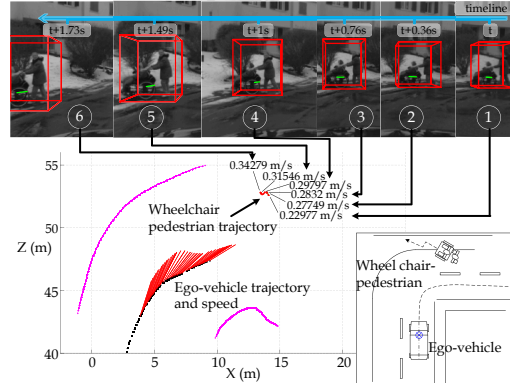 timeline
t+1.73s
t+1.49s
t+1s
t+0.76s
t+0.36s
t
6
5
4
3
2
1
0.34279 m/s
0.31546 m/s
0.29797 m/s
0.2832 m/s
0.27749 m/s
0.22977 m/s
Wheelchair
pedestrian trajectory
Ego-vehicle trajectory
and speed
Z (m)
55
50
45
40
0
5
10
15
20
X (m)
Wheel chair-
pedestrian
Ego-vehicle